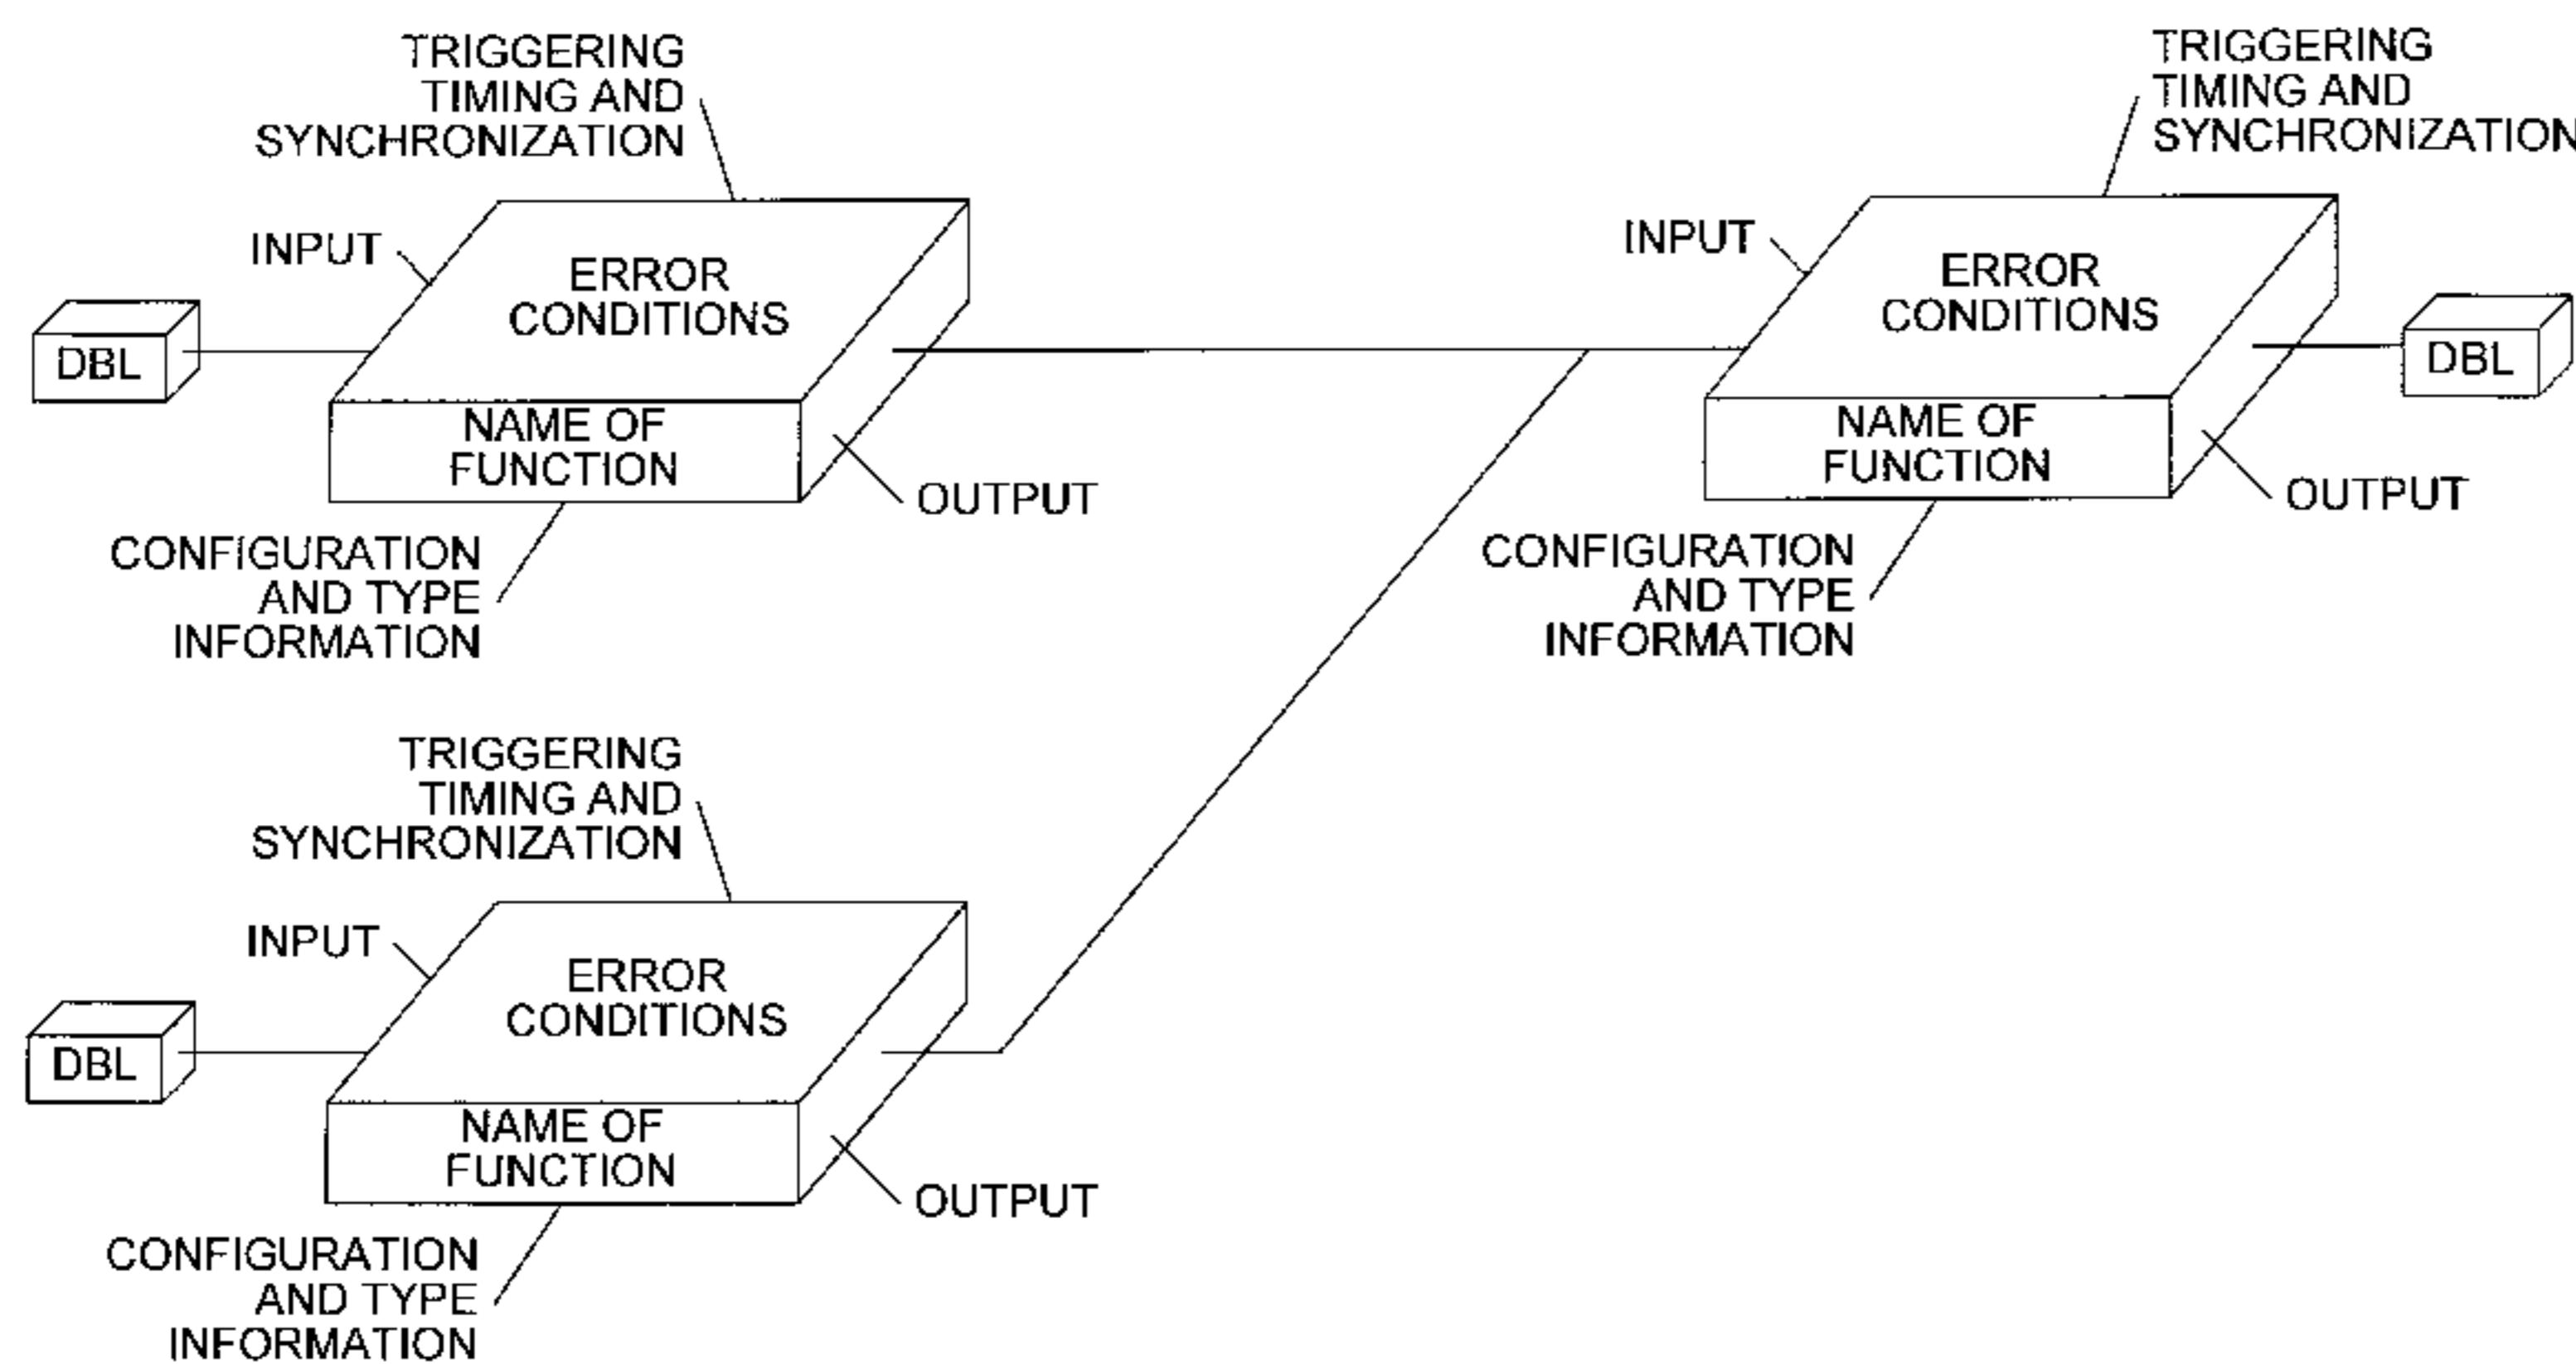 TRIGGERING
TIMING AND
SYNCHRONIZATION
INPUT
ERROR
CONDITIONS
DBL
NAME OF
FUNCTION
OUTPUT
CONFIGURATION
AND TYPE
INFORMATION
TRIGGERING
TIMING AND
SYNCHRONIZATION
INPUT
ERROR
CONDITIONS
DBL
NAME OF
FUNCTION
OUTPUT
CONFIGURATION
AND TYPE
INFORMATION
TRIGGERING
TIMING AND
SYNCHRONIZATION
INPUT
ERROR
CONDITIONS
DBL
NAME OF
FUNCTION
OUTPUT
CONFIGURATION
AND TYPE
INFORMATION